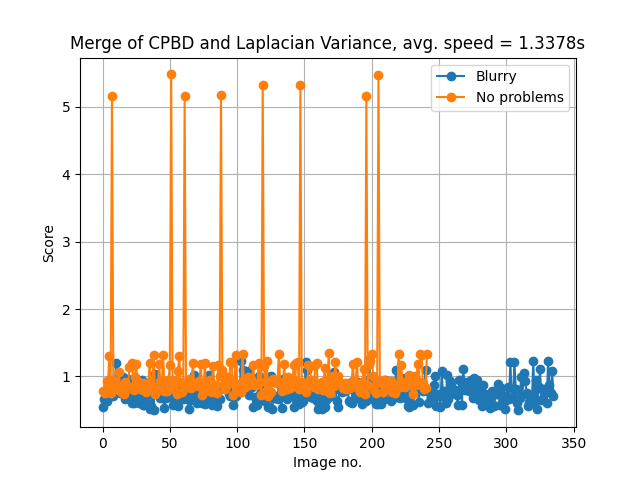 Merge of CPBD and Laplacian Variance, avg. speed = 1.3378s
Blurry
No problems
5
4
3
2
1
Score
0 50 100 150 200 250 300 350
Image no.